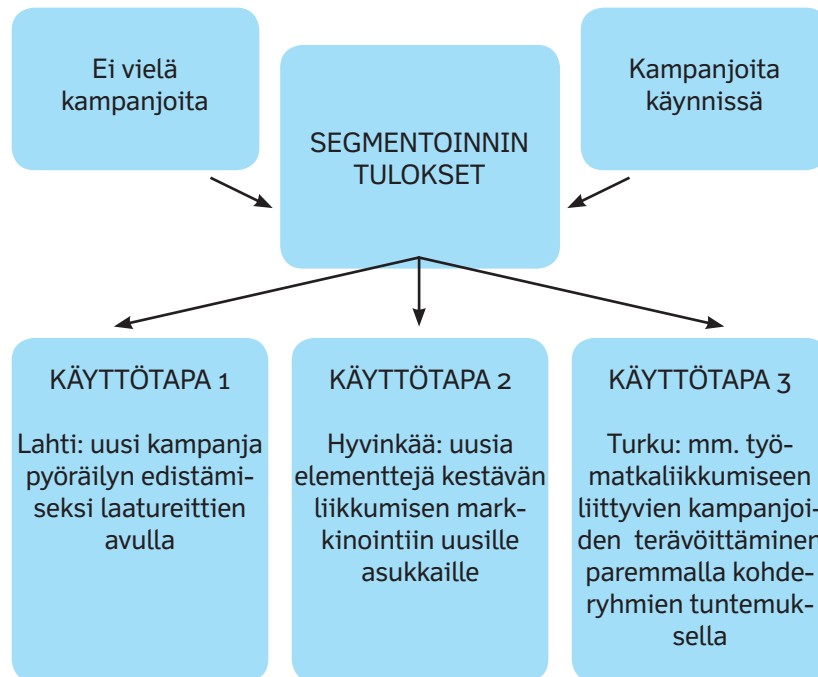 Ei vielä
kampanjoita
Kampanjoita
käynnissä
SEGMENTOINNIN
TULOKSET
KÄYTTÖTAPA 1
Lahti: uusi kampanja
pyöräilyn edistämi-
seksi laatureittien
avulla
KÄYTTÖTAPA 2
Hyvinkää: uusia
elementtejä kestävän
liikkumisen mark-
kinointiin uusille
asukkaille
KÄYTTÖTAPA 3
Turku: mm. työ-
matkaliikkumiseen
liittyvien kampanjoi-
den terävöittäminen
paremmalla kohde-
ryhmien tuntemuk-
sella